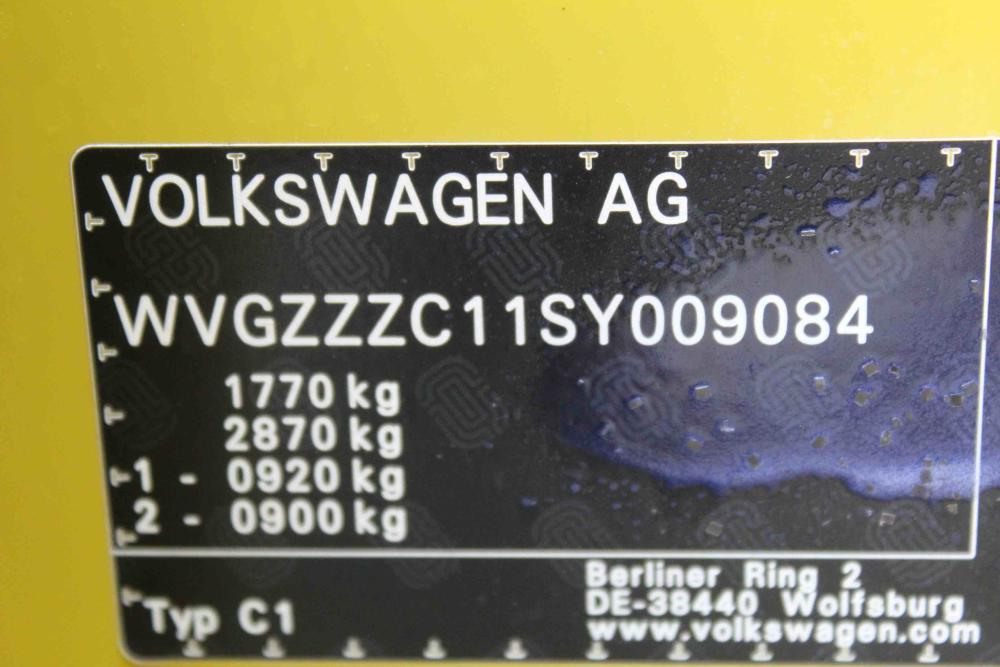 VOLKSWAGEN AG
WVGZZZC11SY009084
1770 kg
2870 kg
1 - 0920 kg
2 - 0900 kg
Typ C1
Berliner Ring 2
DE-38440 Wolfsburg
www.volkswagen.com